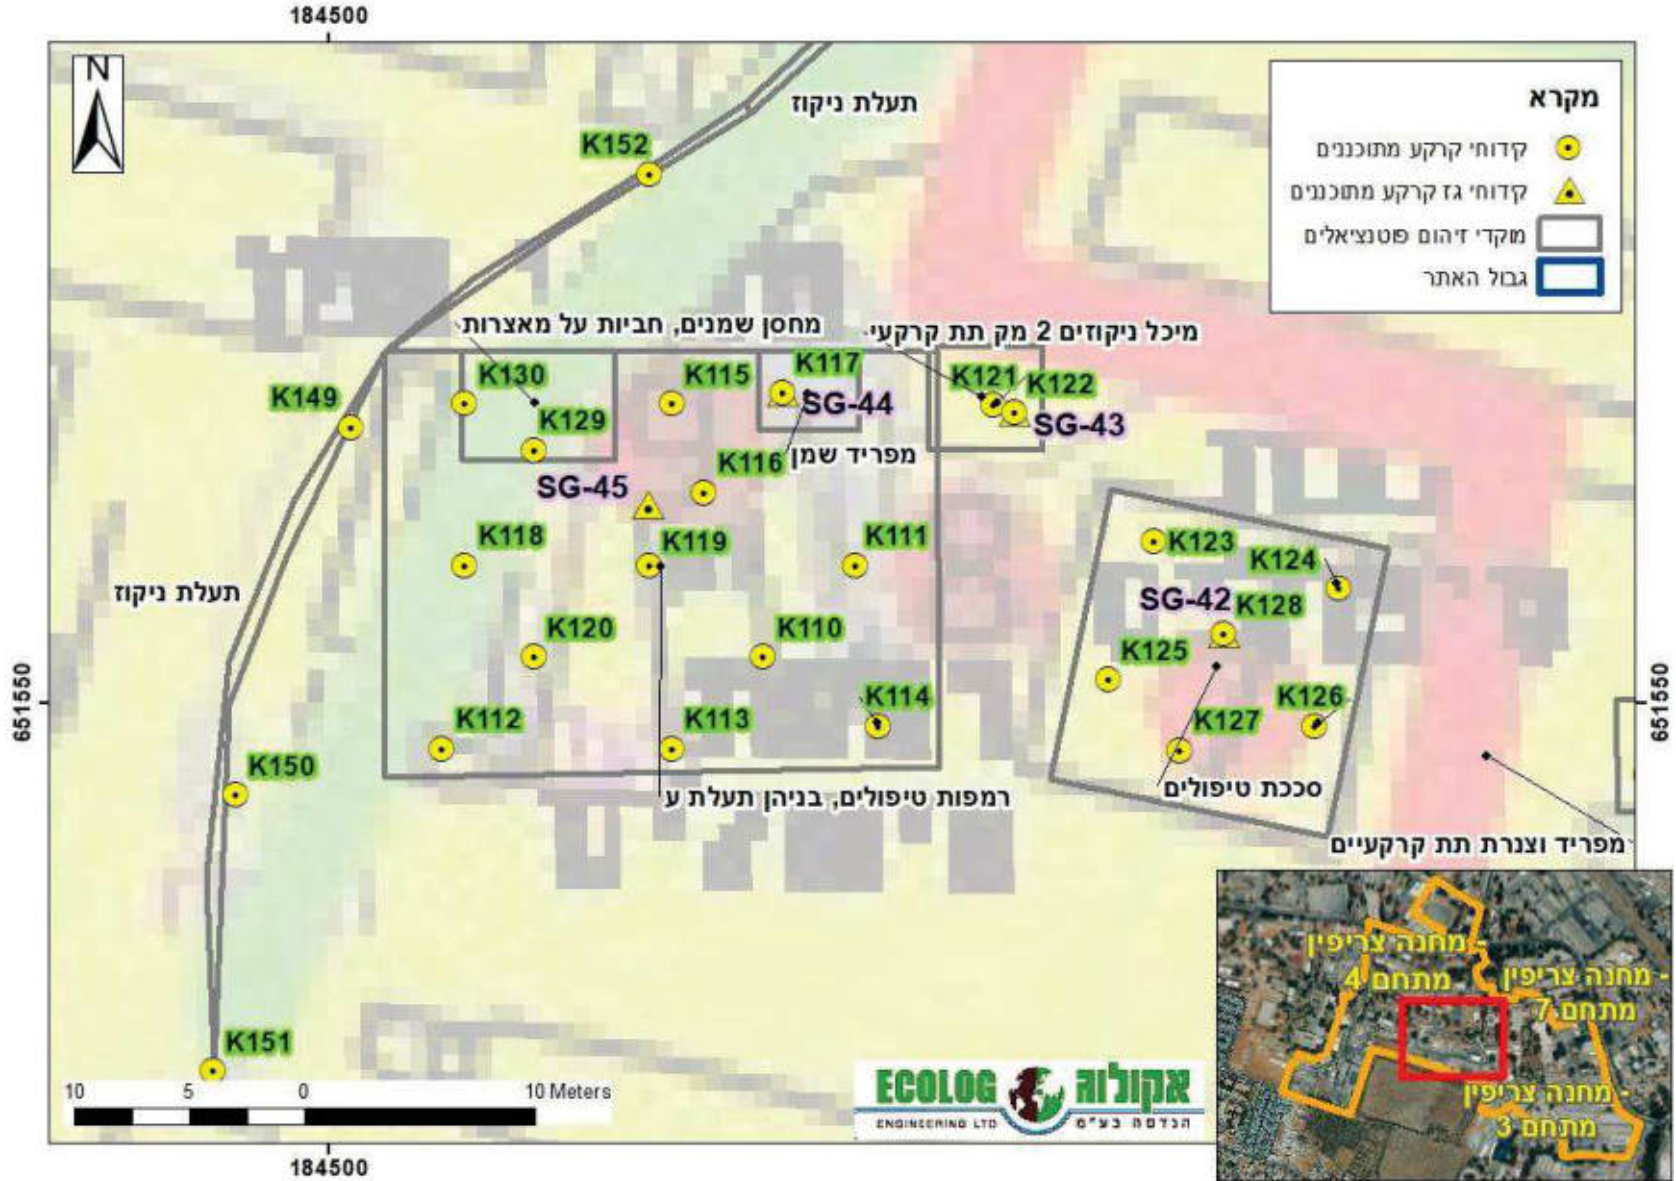 184500
N
תעלת ניקוז
K152
מקרא
קידוחי קרקע מתוכננים
קידוחי גז קרקע מתוכננים
מוקדי זיהום פוטנציאלים
גבול האתר
מחסן שמנים, חביות על מאצרות
מיכל ניקוזים 2 מק תת קרקעי
K130
K115
K117
K121
K122
K149
K129
SG-44
SG-43
K116
מפריד שמן
SG-45
K118
K119
K111
K123
K124
תעלת ניקוז
SG-42
K128
K120
K110
K125
651550
651550
K112
K113
K114
K127
K126
K150
רמפות טיפולים, בניהן תעלת ע
סככת טיפולים
מפריד וצנרת תת קרקעיים
K151
10 5 0 10 Meters
ECOLOG אקולוג
ENGINEERING LTD הנדסה בע"מ
מחנה צריפין -
מתחם 4
מחנה צריפין -
מתחם 7
מחנה צריפין -
מתחם 3
184500